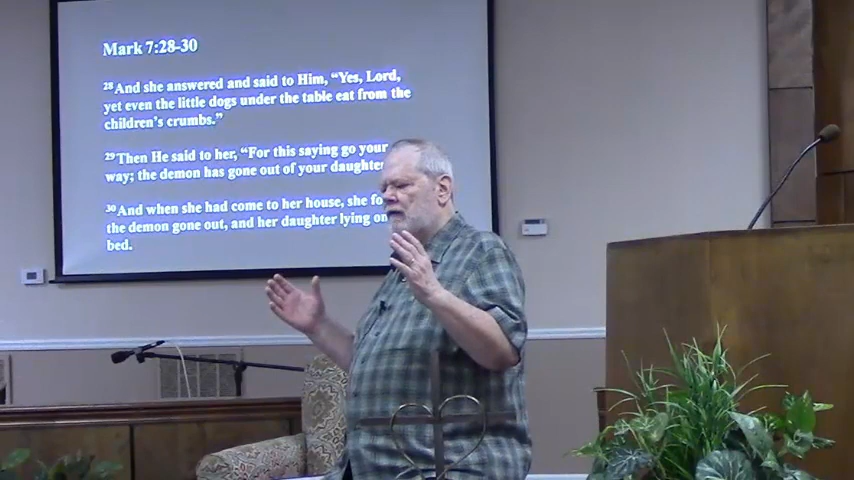 Mark 7:28-30
28And she answered and said to Him, “Yes, Lord,
yet even the little dogs under the table eat from the
children’s crumbs.”
29Then He said to her, “For this saying go your
way; the demon has gone out of your daughter
30And when she had come to her house, she fo
the demon gone out, and her daughter lying on
bed.